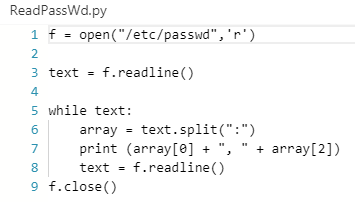 ReadPassWd.py
1 f = open("/etc/passwd",'r')
2
3 text = f.readline()
4
5 while text:
6     array = text.split(":")
7     print (array[0] + ", " + array[2])
8     text = f.readline()
9 f.close()